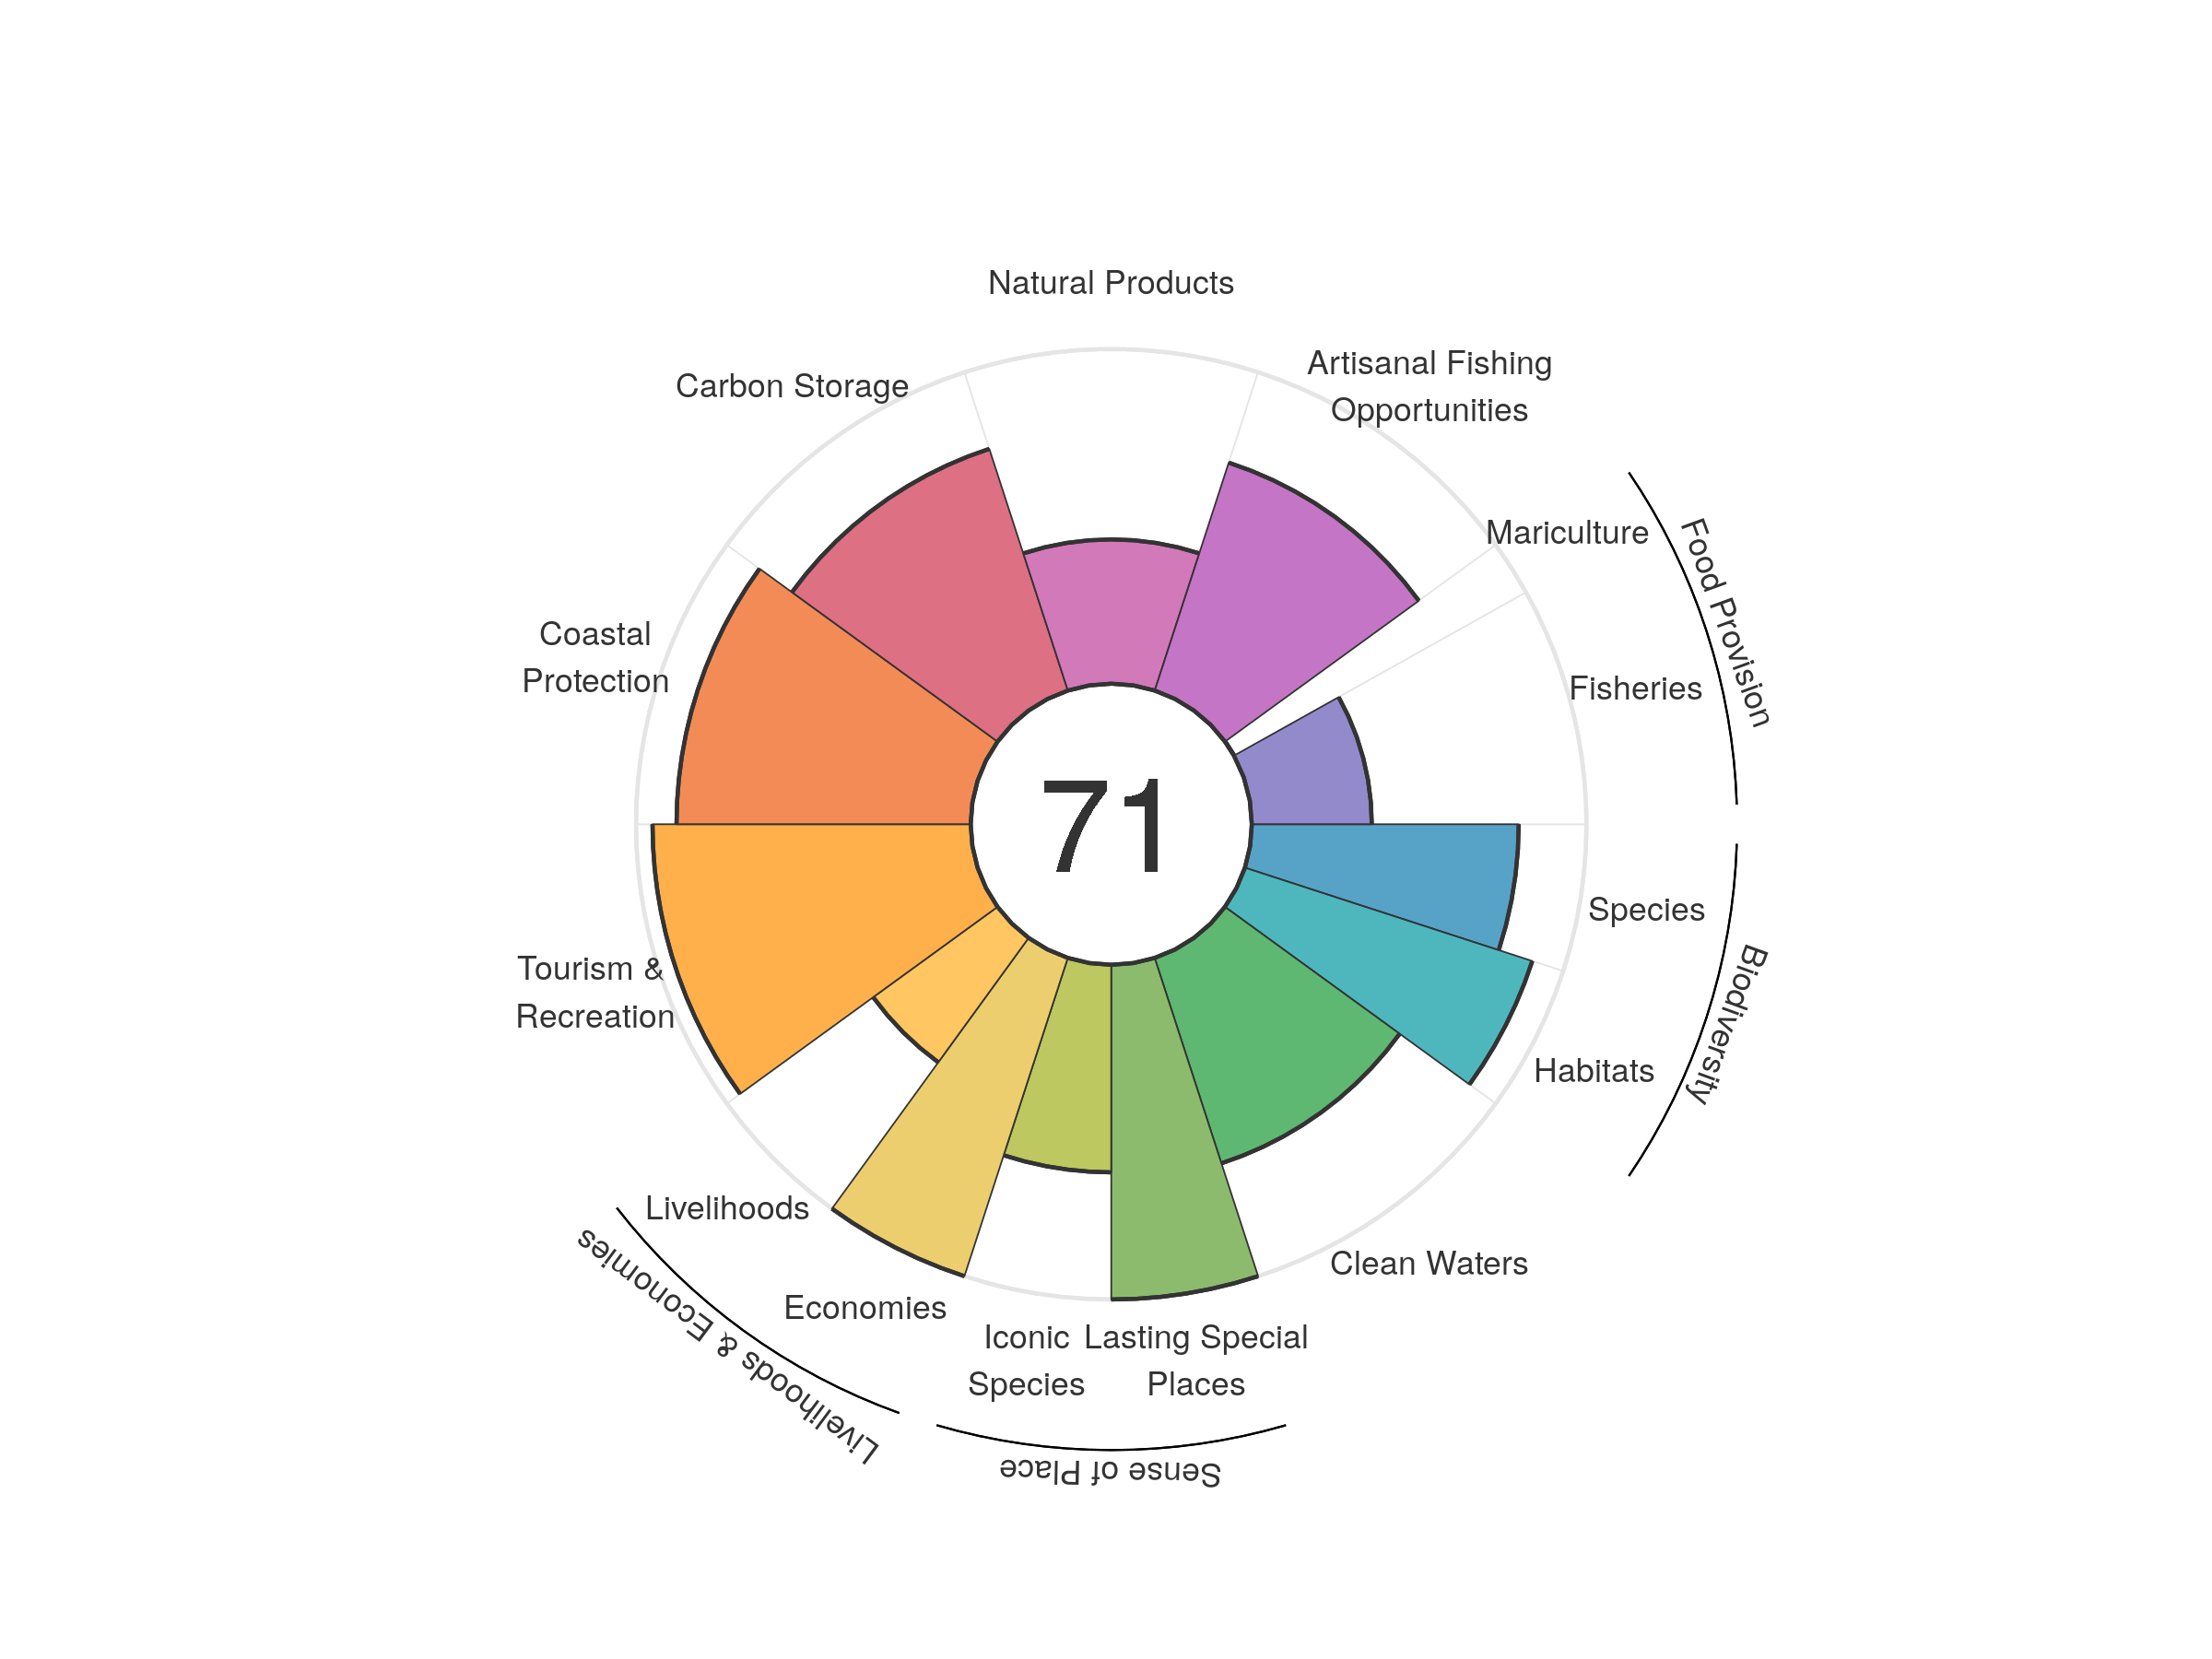 Natural Products
Artisanal Fishing
Opportunities
Carbon Storage
Mariculture
Food Provision
Coastal
Protection
Fisheries
71
Species
Biodiversity
Tourism &
Recreation
Habitats
Livelihoods
Clean Waters
Economies
Iconic
Species
Lasting Special
Places
Livelihoods & Economies
Sense of Place